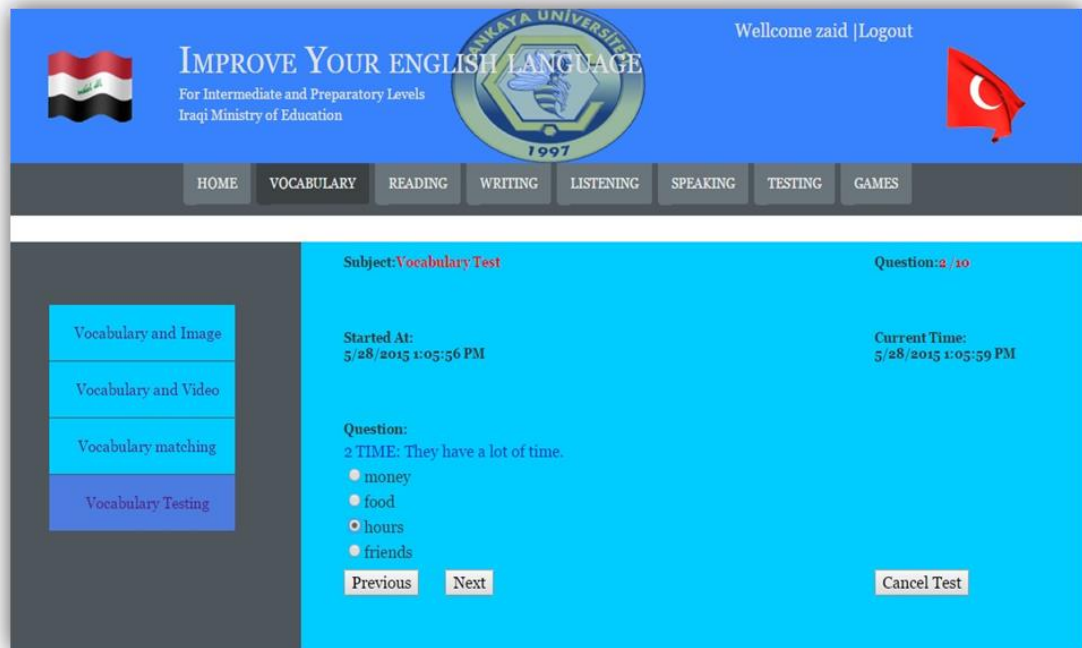 Wellcome zaid |Logout
IMPROVE YOUR ENGLISH LANGUAGE
For Intermediate and Preparatory Levels
Iraqi Ministry of Education
1997
HOME VOCABULARY READING WRITING LISTENING SPEAKING TESTING GAMES
Subject:Vocabulary Test Question:2 /10
Vocabulary and Image
Vocabulary and Video
Vocabulary matching
Vocabulary Testing
Started At: Current Time:
5/28/2015 1:05:56 PM 5/28/2015 1:05:59 PM
Question:
2 TIME: They have a lot of time.
money
food
hours
friends
Previous Next Cancel Test